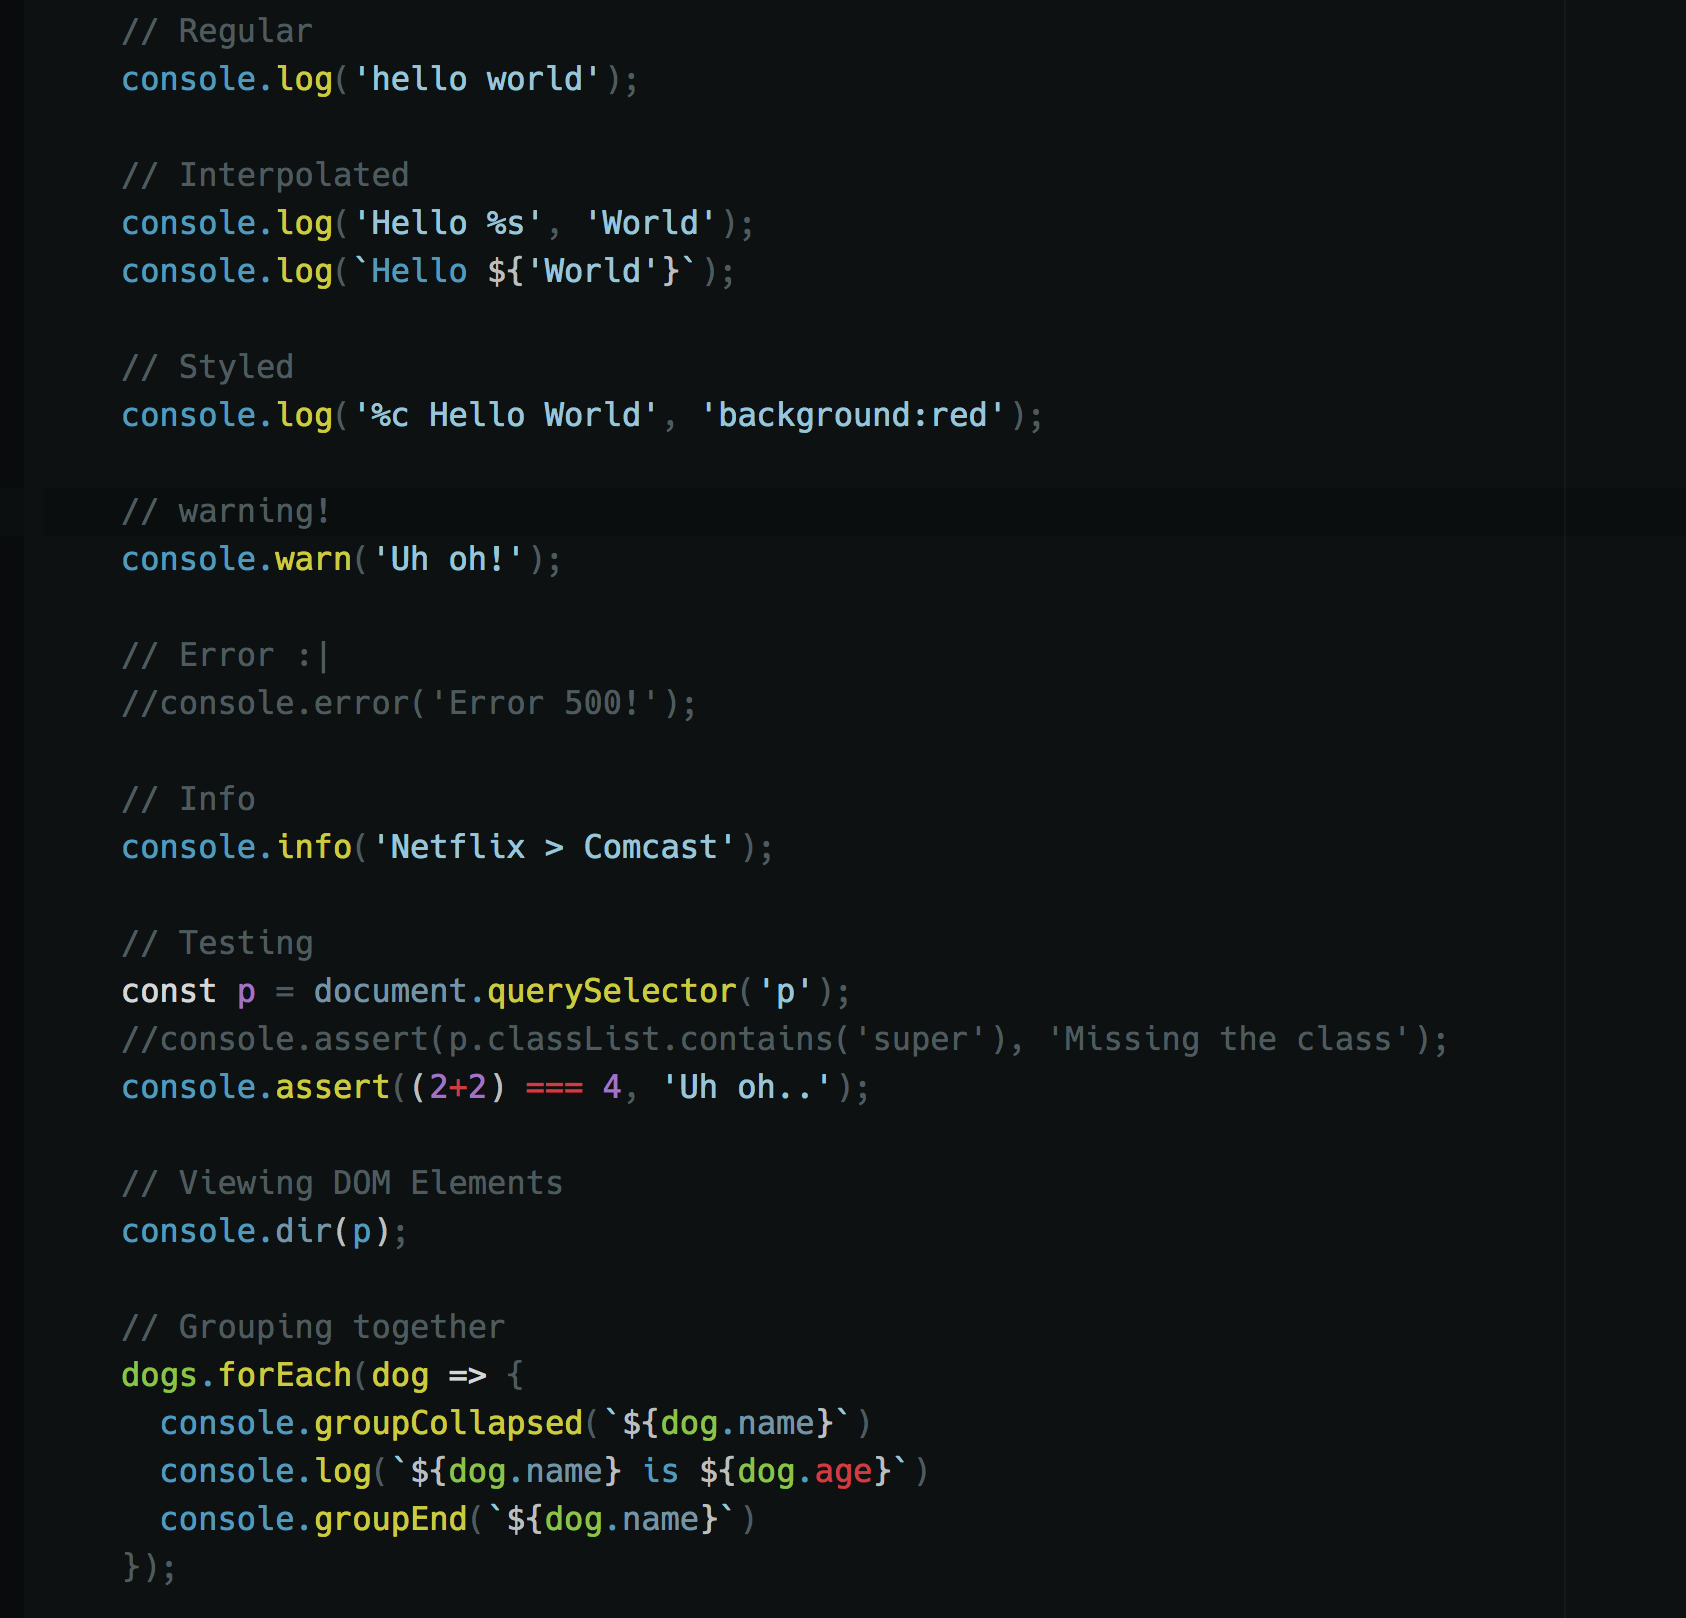 // Regular
console.log('hello world');
// Interpolated
console.log('Hello %s', 'World');
console.log(`Hello ${'World'}`);
// Styled
console.log('%c Hello World', 'background:red');
// warning!
console.warn('Uh oh!');
// Error :|
//console.error('Error 500!');
// Info
console.info('Netflix > Comcast');
// Testing
const p = document.querySelector('p');
//console.assert(p.classList.contains('super'), 'Missing the class');
console.assert((2+2) === 4, 'Uh oh..');
// Viewing DOM Elements
console.dir(p);
// Grouping together
dogs.forEach(dog => {
  console.groupCollapsed(`${dog.name}`)
  console.log(`${dog.name} is ${dog.age}`)
  console.groupEnd(`${dog.name}`)
});